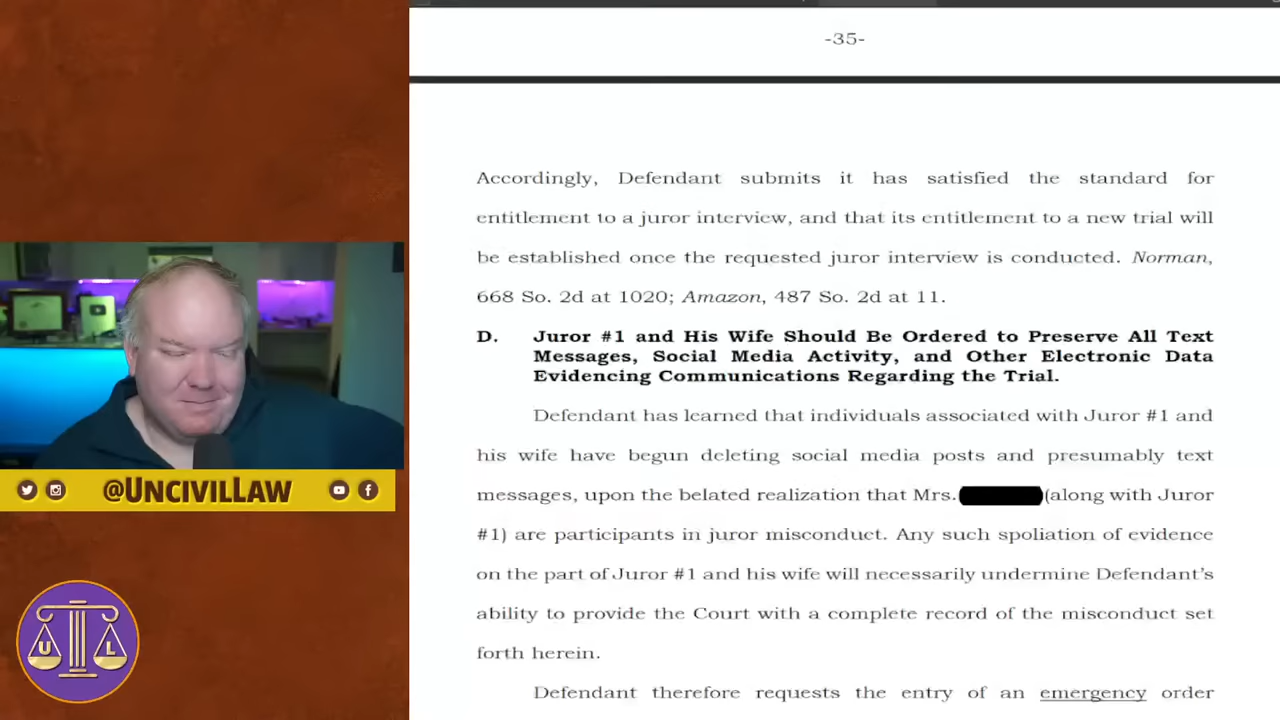 -35-
Accordingly, Defendant submits it has satisfied the standard for
entitlement to a juror interview, and that its entitlement to a new trial will
be established once the requested juror interview is conducted. Norman,
668 So. 2d at 1020; Amazon, 487 So. 2d at 11.
D. Juror #1 and His Wife Should Be Ordered to Preserve All Text
Messages, Social Media Activity, and Other Electronic Data
Evidencing Communications Regarding the Trial.
Defendant has learned that individuals associated with Juror #1 and
his wife have begun deleting social media posts and presumably text
messages, upon the belated realization that Mrs. (along with Juror
#1) are participants in juror misconduct. Any such spoliation of evidence
on the part of Juror #1 and his wife will necessarily undermine Defendant's
ability to provide the Court with a complete record of the misconduct set
forth herein.
Defendant therefore requests the entry of an emergency order
@UNCIVILLAW
U L